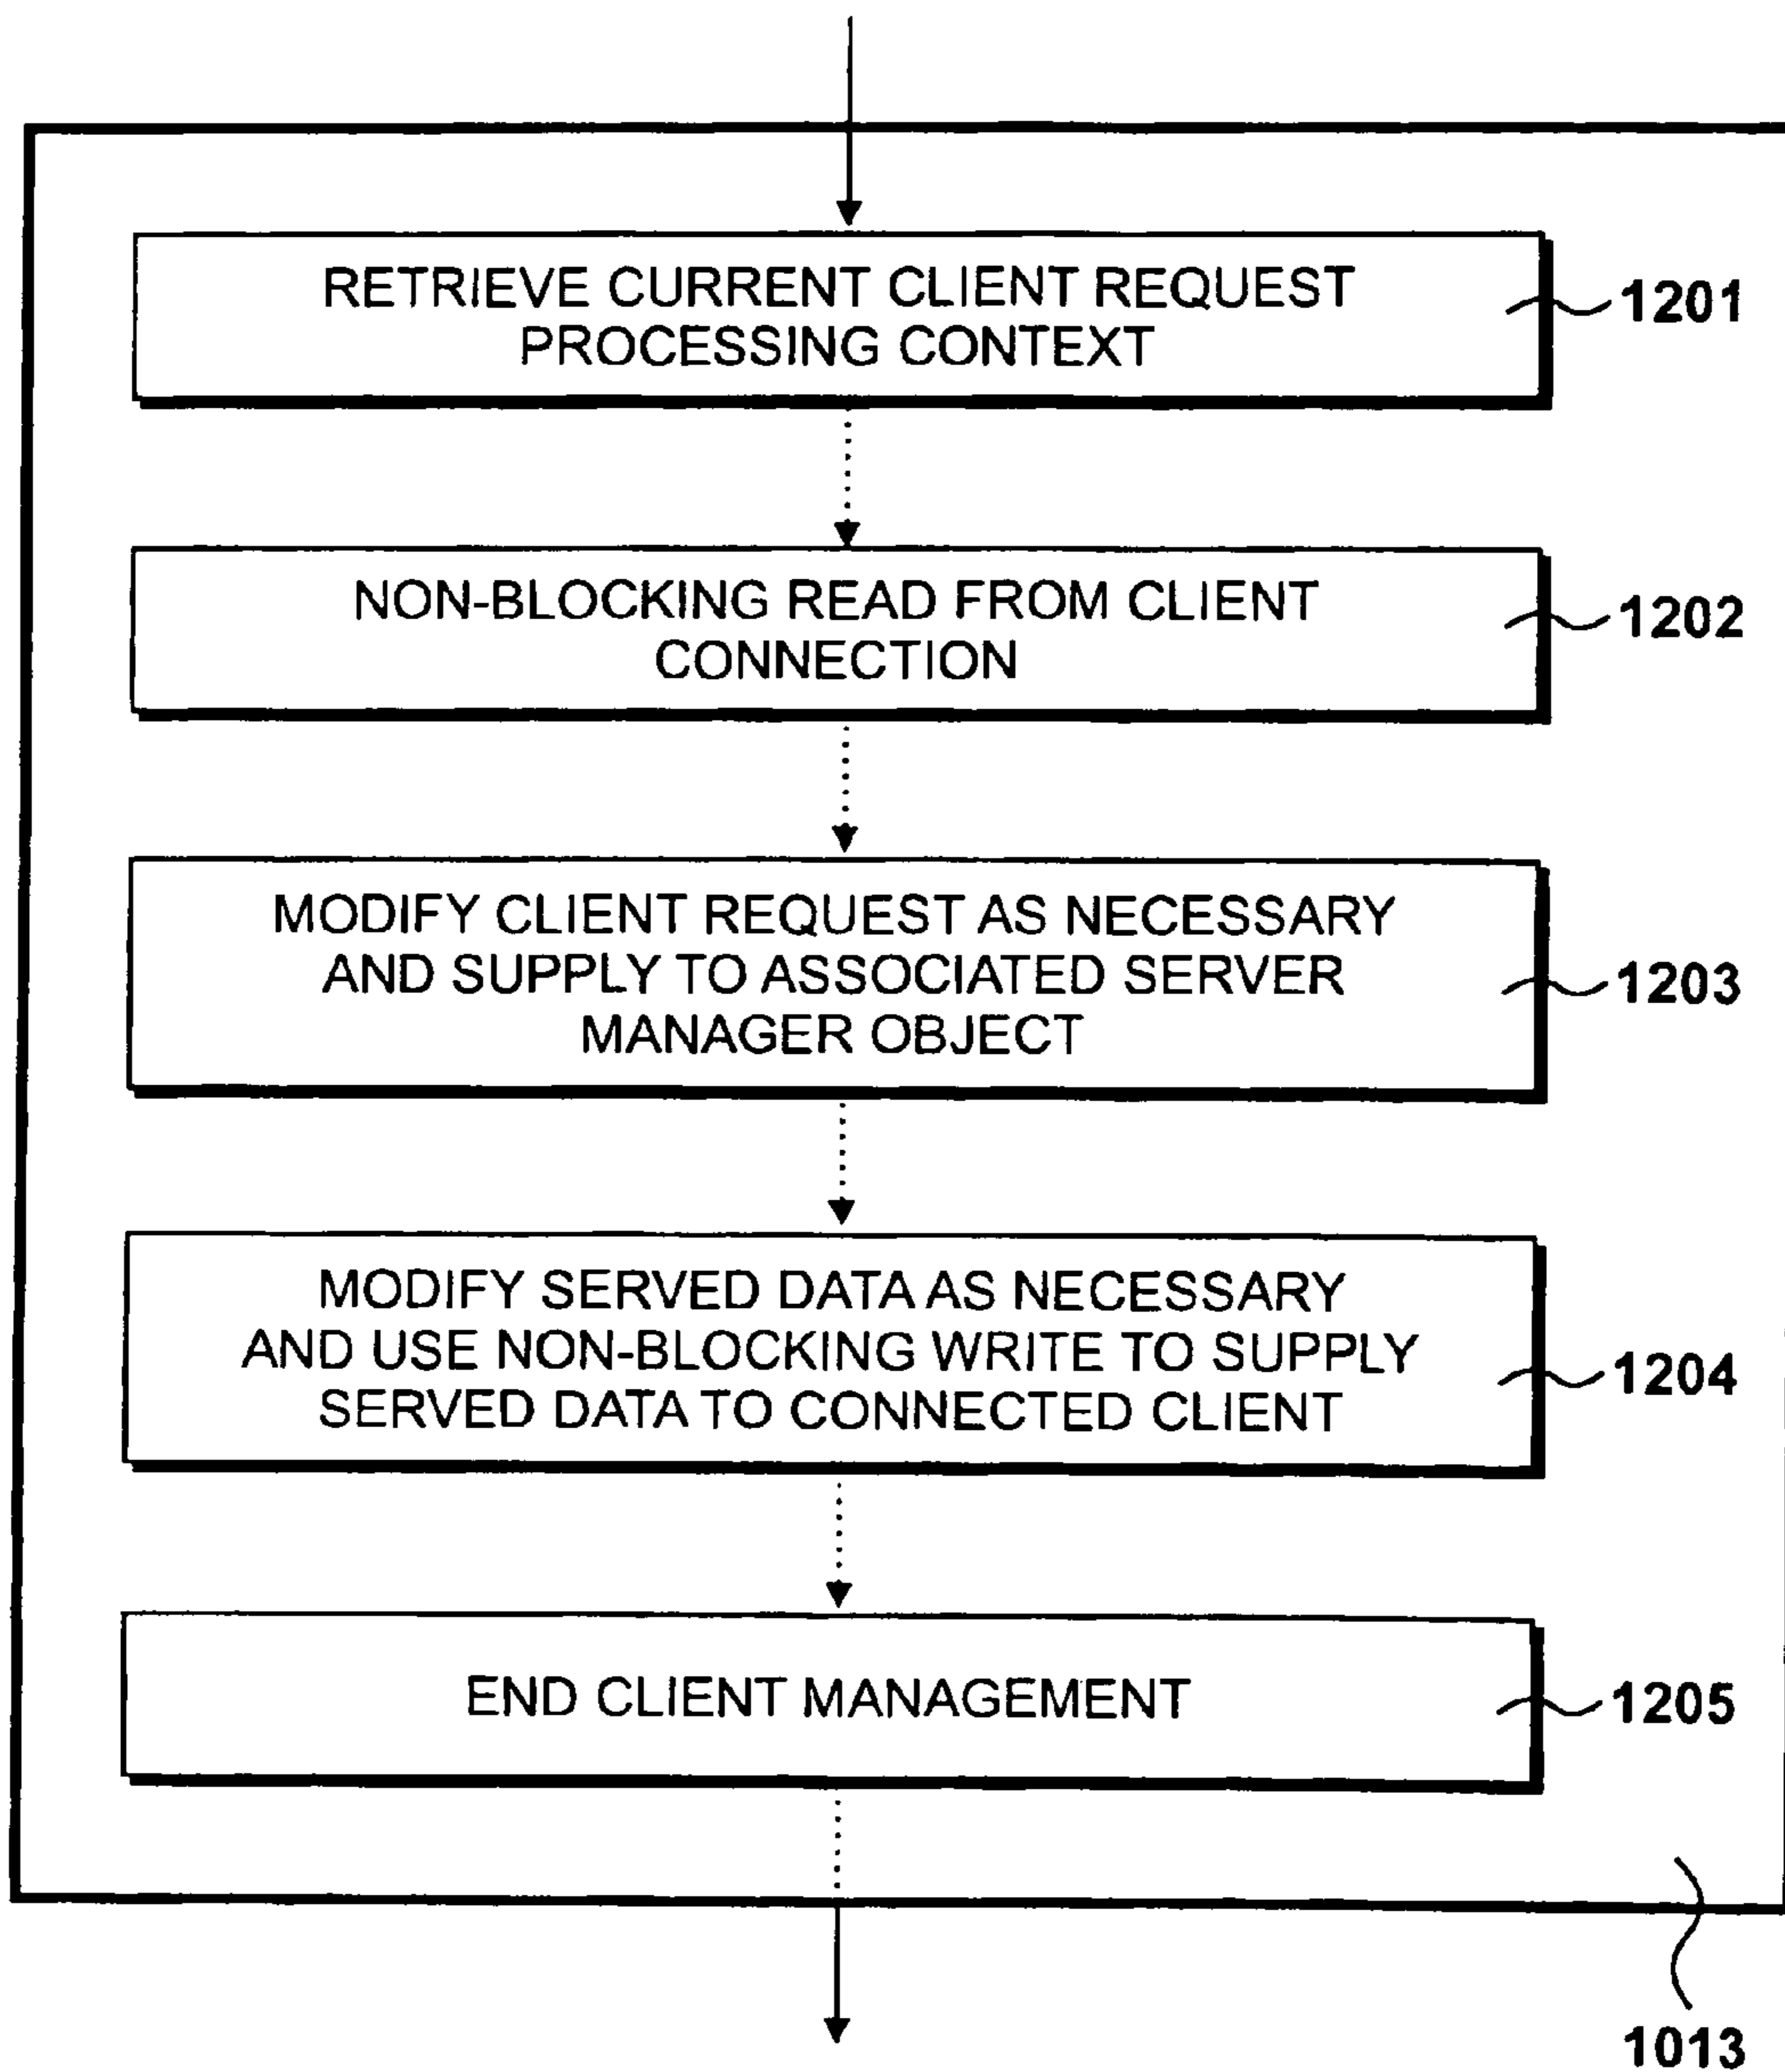 RETRIEVE CURRENT CLIENT REQUEST
PROCESSING CONTEXT
1201
NON-BLOCKING READ FROM CLIENT
CONNECTION
1202
MODIFY CLIENT REQUEST AS NECESSARY
AND SUPPLY TO ASSOCIATED SERVER
MANAGER OBJECT
1203
MODIFY SERVED DATA AS NECESSARY
AND USE NON-BLOCKING WRITE TO SUPPLY
SERVED DATA TO CONNECTED CLIENT
1204
END CLIENT MANAGEMENT
1205
1013